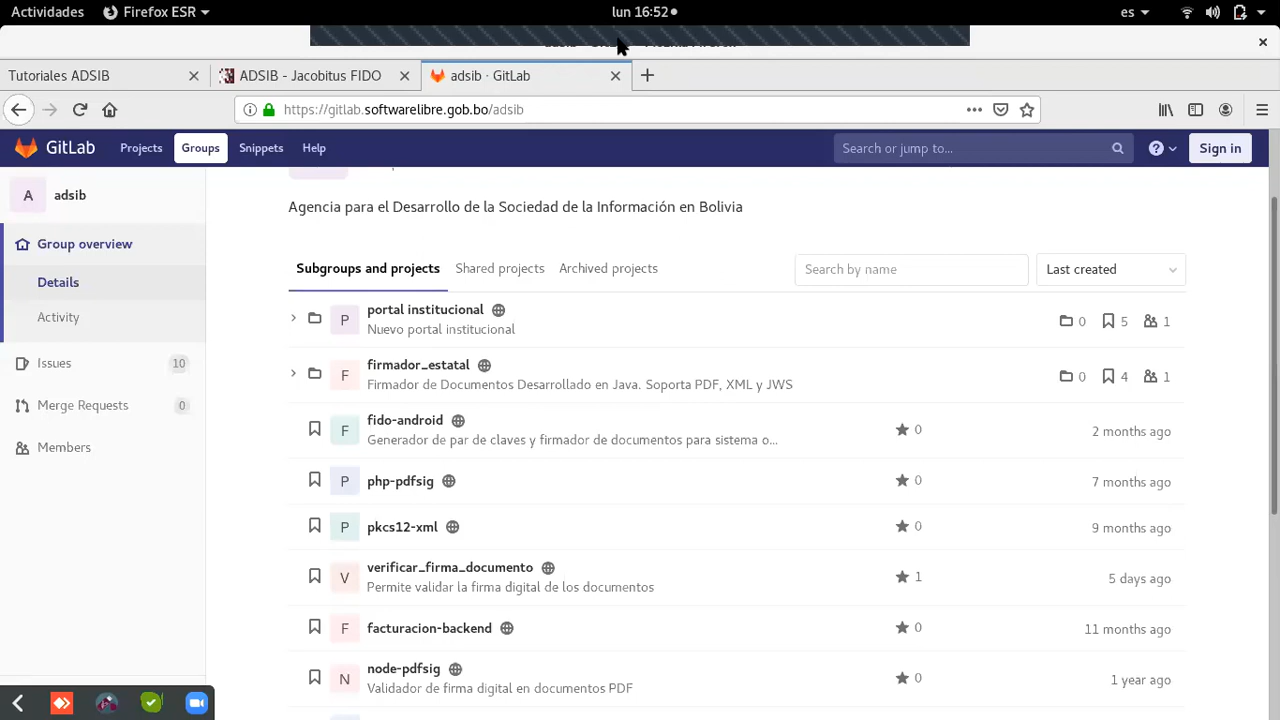 Actividades Firefox ESR lun 16:52 es
Tutoriales ADSIB ADSIB - Jacobitus FIDO adsib · GitLab
https://gitlab.softwarelibre.gob.bo/adsib
GitLab Projects Groups Snippets Help Search or jump to... Sign in
A adsib
Group overview
Details
Activity
Issues 10
Merge Requests 0
Members
Agencia para el Desarrollo de la Sociedad de la Información en Bolivia
Subgroups and projects Shared projects Archived projects Search by name Last created
P portal institucional 0 5 1
Nuevo portal institucional
F firmador_estatal 0 4 1
Firmador de Documentos Desarrollado en Java. Soporta PDF, XML y JWS
F fido-android 0 2 months ago
Generador de par de claves y firmador de documentos para sistema o...
P php-pdfsig 0 7 months ago
P pkcs12-xml 0 9 months ago
V verificar_firma_documento 1 5 days ago
Permite validar la firma digital de los documentos
F facturacion-backend 0 11 months ago
N node-pdfsig 0 1 year ago
Validador de firma digital en documentos PDF